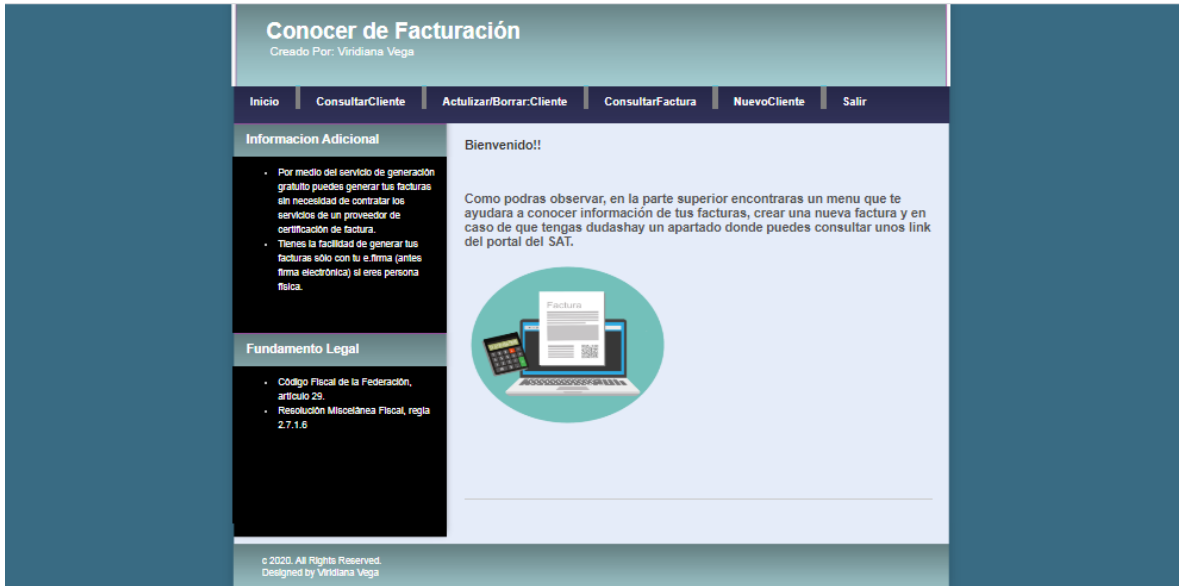 Conocer de Facturación
Creado Por: Viridiana Vega
Inicio ConsultarCliente Actulizar/Borrar:Cliente ConsultarFactura NuevoCliente Salir
Informacion Adicional
• Por medio del servicio de generación
gratuito puedes generar tus facturas
sin necesidad de contratar los
servicios de un proveedor de
certificación de factura.
• Tienes la facilidad de generar tus
facturas sólo con tu e.firma (antes
firma electrónica) si eres persona
física.
Fundamento Legal
• Código Fiscal de la Federación,
artículo 29.
• Resolución Miscelánea Fiscal, regla
2.7.1.6
Bienvenido!!
Como podras observar, en la parte superior encontraras un menu que te
ayudara a conocer información de tus facturas, crear una nueva factura y en
caso de que tengas dudashay un apartado donde puedes consultar unos link
del portal del SAT.
Factura
c 2020. All Rights Reserved.
Designed by Viridiana Vega